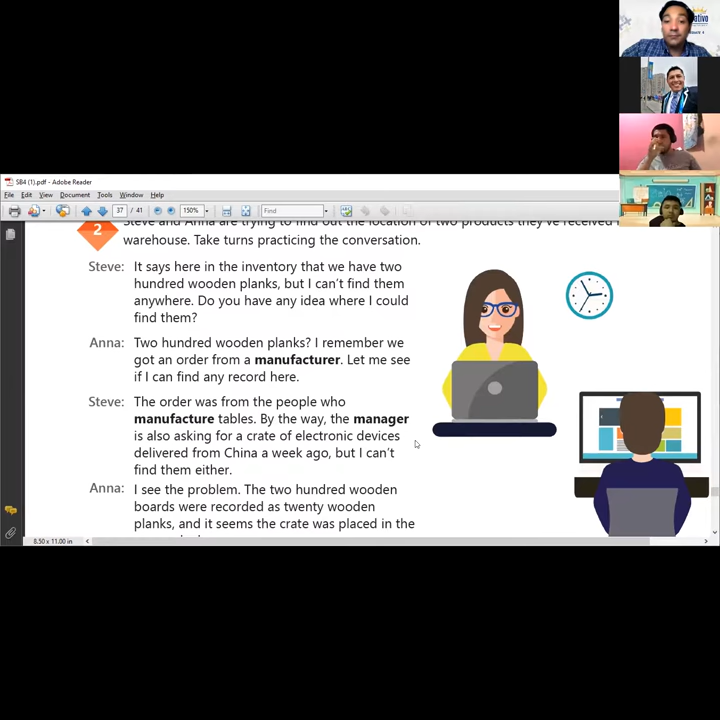 SB4 (1).pdf - Adobe Reader
File Edit View Document Tools Window Help
37 / 41 150% Find
2
Steve and Anna are trying to find out the location of two products they've received
warehouse. Take turns practicing the conversation.
Steve: It says here in the inventory that we have two
hundred wooden planks, but I can't find them
anywhere. Do you have any idea where I could
find them?
Anna: Two hundred wooden planks? I remember we
got an order from a manufacturer. Let me see
if I can find any record here.
Steve: The order was from the people who
manufacture tables. By the way, the manager
is also asking for a crate of electronic devices
delivered from China a week ago, but I can't
find them either.
Anna: I see the problem. The two hundred wooden
boards were recorded as twenty wooden
planks, and it seems the crate was placed in the
8.50 x 11.00 in